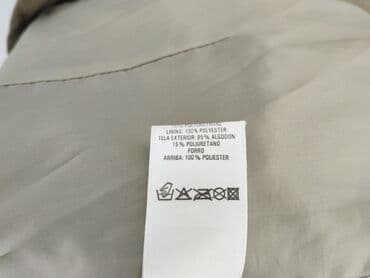 LINING: 100% POLYESTER
TELA EXTERIOR: 85% ALGODON
15% POLIURETANO
FORRO
ARRIBA: 100% POLIESTER